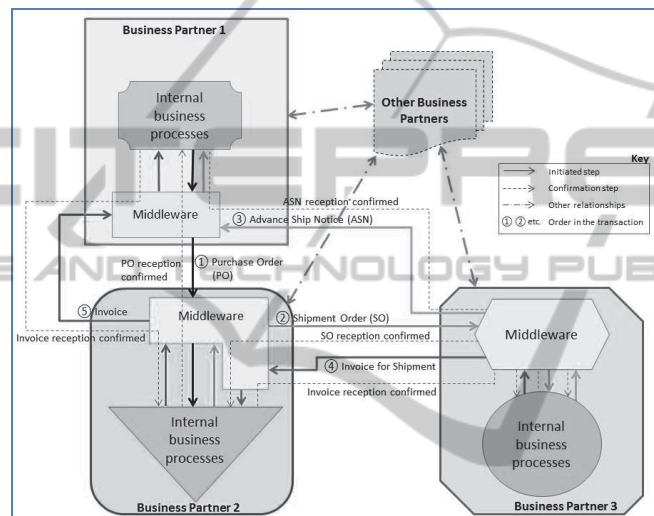 Business Partner 1
Internal
business
processes
Other Business
Partners
Key
Initiated step
Confirmation step
Other relationships
① ② etc. Order in the transaction
ASN reception confirmed
Middleware
③ Advance Ship Notice (ASN)
PO reception
confirmed
① Purchase Order
(PO)
⑤ Invoice
Middleware
② Shipment Order (SO)
Middleware
Invoice reception confirmed
SO reception confirmed
④ Invoice for Shipment
Invoice reception confirmed
Internal
business
processes
Internal
business
processes
Business Partner 2
Business Partner 3
AND TECHNOLOGY PUB